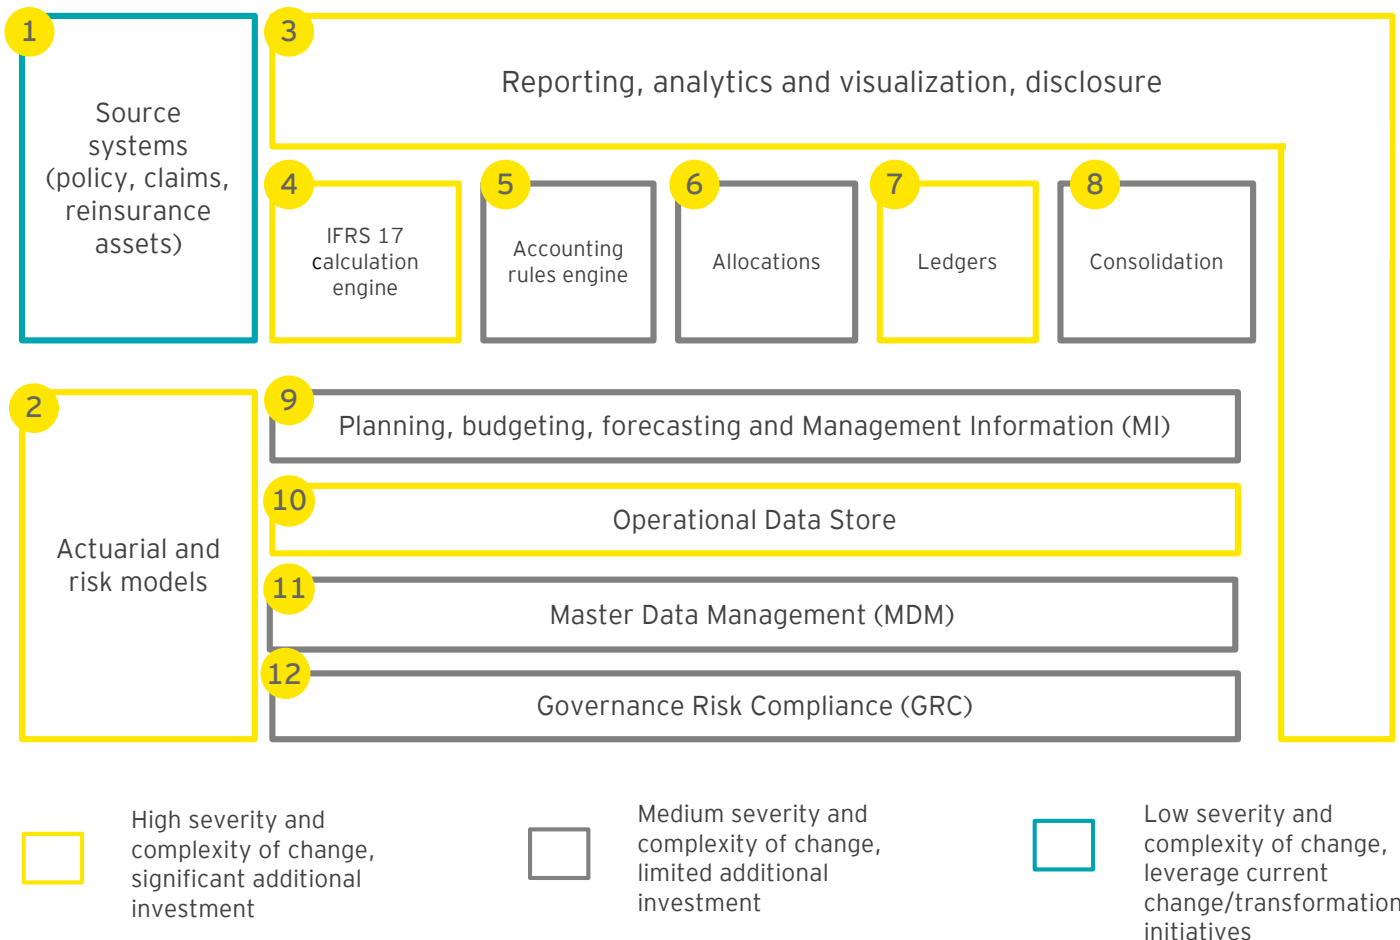 1
Source
systems
(policy, claims,
reinsurance
assets)
3
Reporting, analytics and visualization, disclosure
4
IFRS 17
calculation
engine
5
Accounting
rules engine
6
Allocations
7
Ledgers
8
Consolidation
2
Actuarial and
risk models
9
Planning, budgeting, forecasting and Management Information (MI)
10
Operational Data Store
11
Master Data Management (MDM)
12
Governance Risk Compliance (GRC)
High severity and
complexity of change,
significant additional
investment
Medium severity and
complexity of change,
limited additional
investment
Low severity and
complexity of change,
leverage current
change/transformation
initiatives